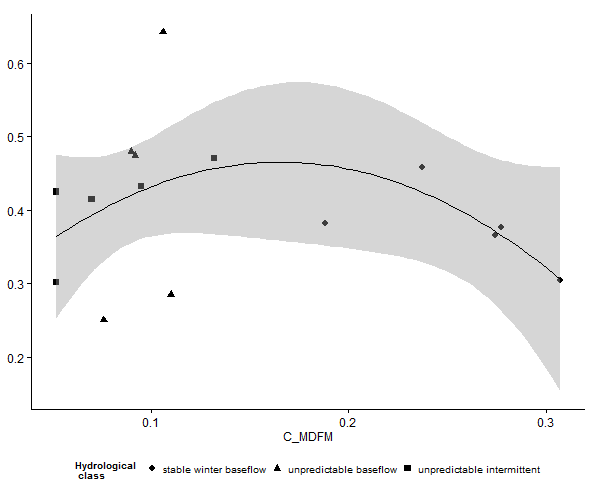 0.6
0.5
0.4
0.3
0.2
0.1 0.2 0.3
C_MDFM
Hydrological
class
stable winter baseflow unpredictable baseflow unpredictable intermittent